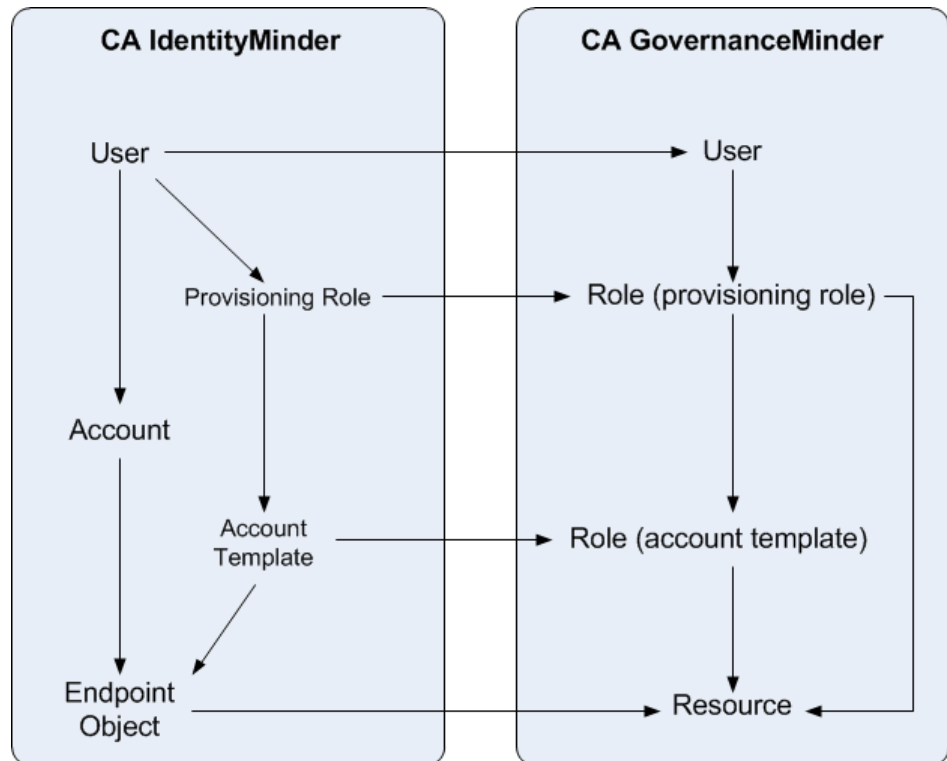 CA IdentityMinder
CA GovernanceMinder
User
User
Provisioning Role
Role (provisioning role)
Account
Account
Template
Role (account template)
Endpoint
Object
Resource